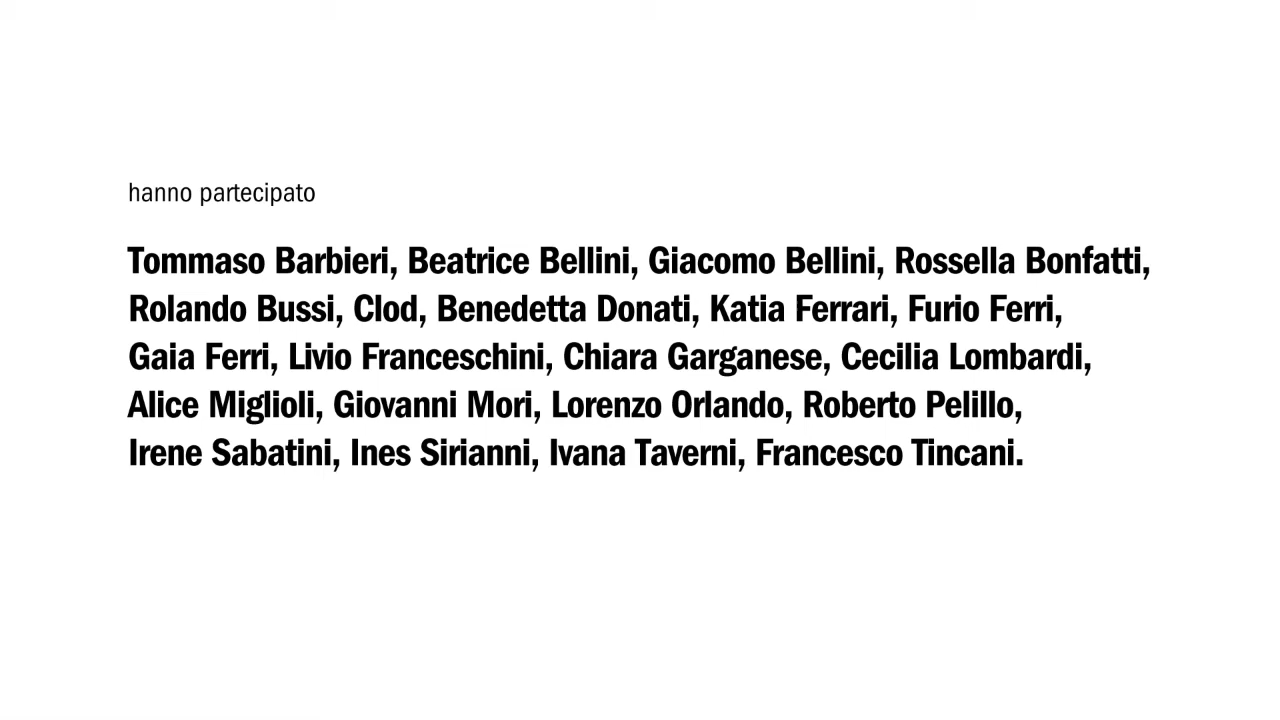 hanno partecipato
Tommaso Barbieri, Beatrice Bellini, Giacomo Bellini, Rossella Bonfatti,
Rolando Bussi, Clod, Benedetta Donati, Katia Ferrari, Furio Ferri,
Gaia Ferri, Livio Franceschini, Chiara Garganese, Cecilia Lombardi,
Alice Miglioli, Giovanni Mori, Lorenzo Orlando, Roberto Pelillo,
Irene Sabatini, Ines Sirianni, Ivana Taverni, Francesco Tincani.